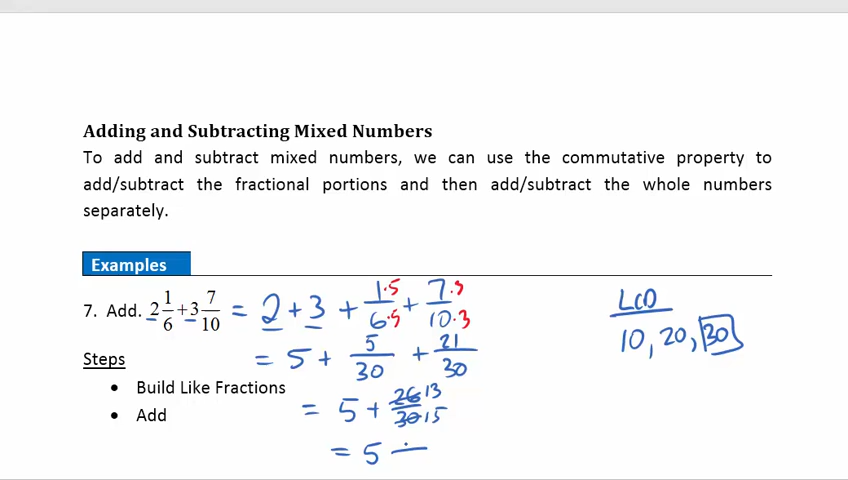 Adding and Subtracting Mixed Numbers
To add and subtract mixed numbers, we can use the commutative property to
add/subtract the fractional portions and then add/subtract the whole numbers
separately.
Examples
7. Add. 2 1/6 + 3 7/10 = 2 + 3 + 1·5/6·5 + 7·3/10·3
LCD
10, 20, 30
= 5 + 5/30 + 21/30
Steps
• Build Like Fractions
• Add
= 5 + 26/30 13/15
= 5